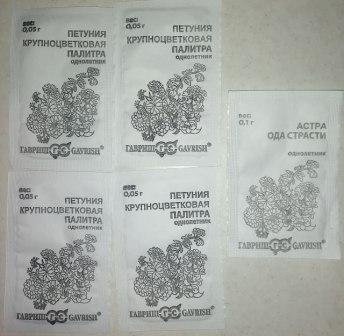 вес:
0,05 г
ПЕТУНИЯ
КРУПНОЦВЕТКОВАЯ
ПАЛИТРА
однолетник
ГАВРИШ GAVRISH
вес:
0,05 г
ПЕТУНИЯ
КРУПНОЦВЕТКОВАЯ
ПАЛИТРА
однолетник
ГАВРИШ GAVRISH
вес:
0,1 г
АСТРА
ОДА СТРАСТИ
однолетник
ГАВРИШ GAVRISH
вес:
0,05 г
ПЕТУНИЯ
КРУПНОЦВЕТКОВАЯ
ПАЛИТРА
однолетник
ГАВРИШ GAVRISH
вес:
0,05 г
ПЕТУНИЯ
КРУПНОЦВЕТКОВАЯ
ПАЛИТРА
однолетник
ГАВРИШ GAVRISH